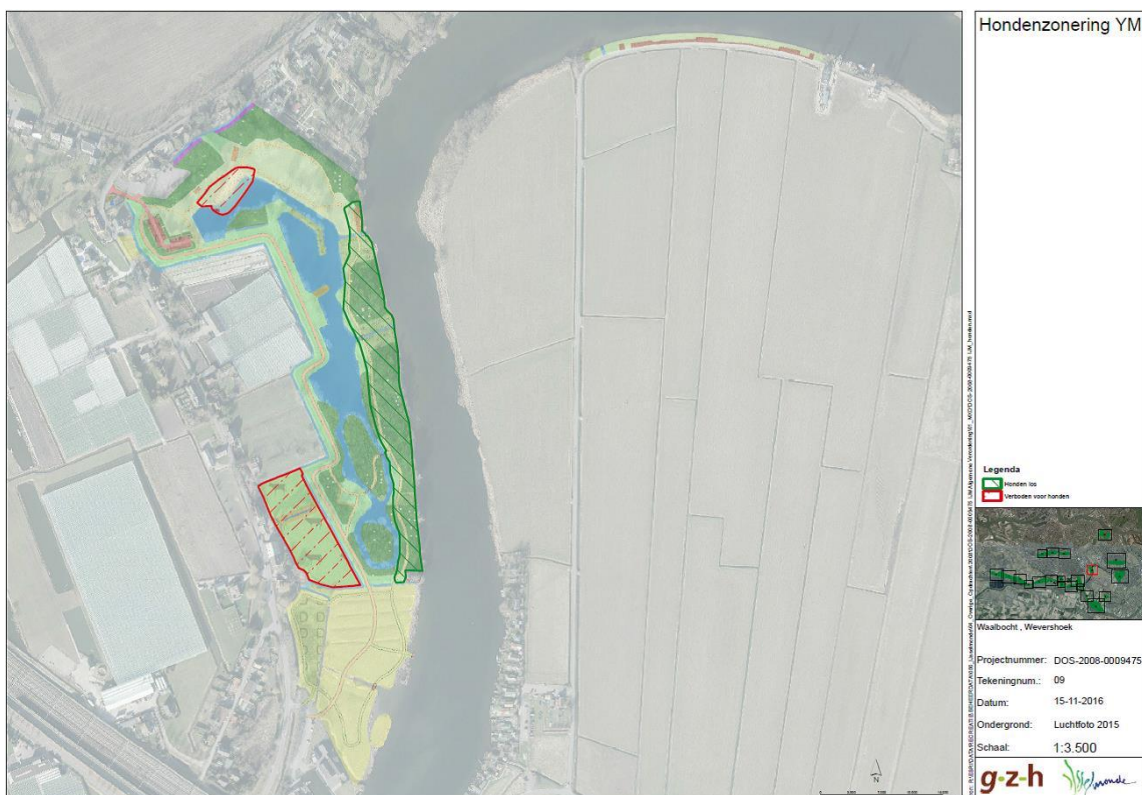 Hondenzonering YM
Legenda
Honden los
Verboden voor honden
Waalbocht , Wevershoek
Projectnummer: DOS-2008-0009475
Tekeningnum.: 09
Datum: 15-11-2016
Ondergrond: Luchtfoto 2015
Schaal: 1:3.500
g·z·h
N